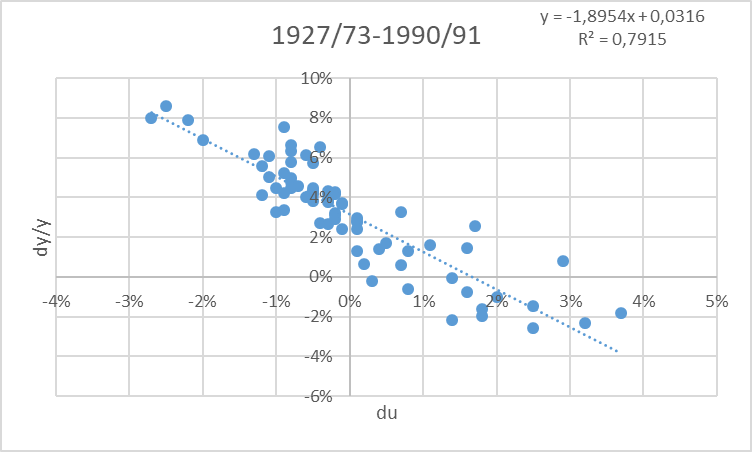 y = -1,8954x + 0,0316
R² = 0,7915
1927/73-1990/91
10%
8%
6%
4%
2%
0%
-4% -3% -2% -1% 0% 1% 2% 3% 4% 5%
-2%
-4%
-6%
dy/y
du